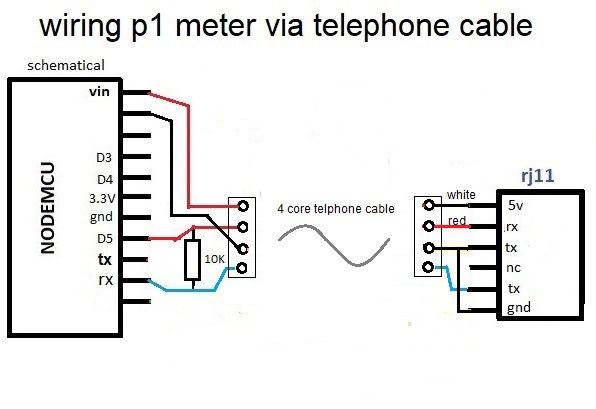 wiring p1 meter via telephone cable
schematical
vin
D3
D4
3.3V
gnd
D5
tx
rx
NODEMCU
10K
4 core telphone cable
white
red
rj11
5v
rx
tx
nc
tx
gnd